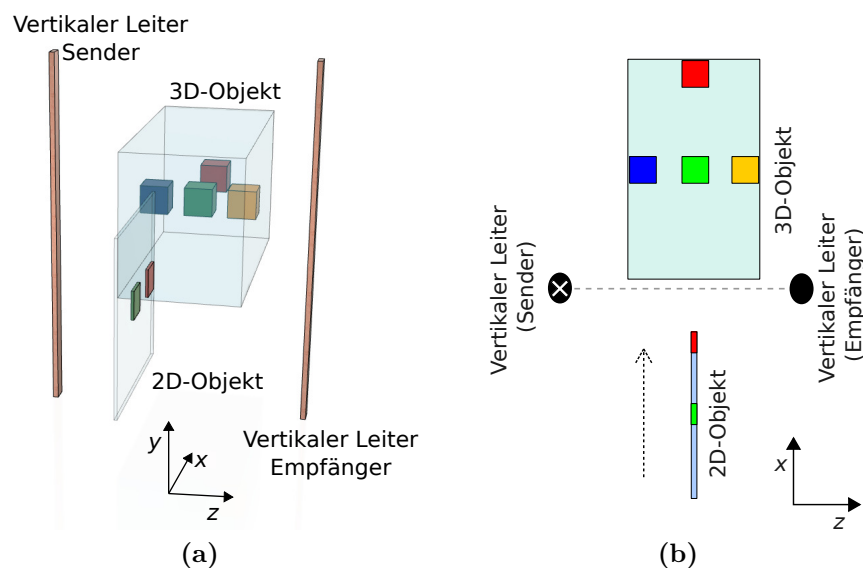 Vertikaler Leiter
Sender
3D-Objekt
2D-Objekt
Vertikaler Leiter
Empfänger
y
x
z
(a)
3D-Objekt
Vertikaler Leiter
(Sender)
Vertikaler Leiter
(Empfänger)
2D-Objekt
x
z
(b)